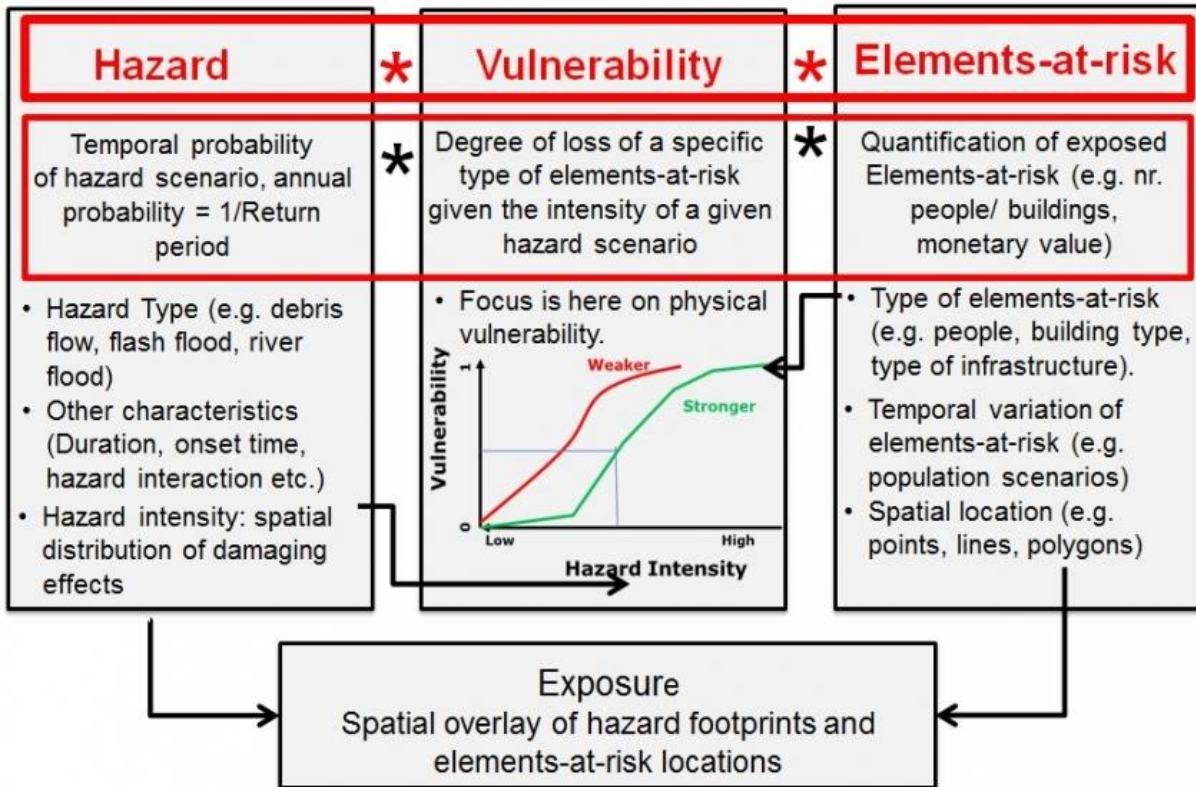 Hazard * Vulnerability * Elements-at-risk
Temporal probability
of hazard scenario, annual
probability = 1/Return
period
*
Degree of loss of a specific
type of elements-at-risk
given the intensity of a given
hazard scenario
*
Quantification of exposed
Elements-at-risk (e.g. nr.
people/ buildings,
monetary value)
• Hazard Type (e.g. debris
flow, flash flood, river
flood)
• Other characteristics
(Duration, onset time,
hazard interaction etc.)
• Hazard intensity: spatial
distribution of damaging
effects
• Focus is here on physical
vulnerability.
1
Weaker
Stronger
Vulnerability
0
Low
High
Hazard Intensity
• Type of elements-at-risk
(e.g. people, building type,
type of infrastructure).
• Temporal variation of
elements-at-risk (e.g.
population scenarios)
• Spatial location (e.g.
points, lines, polygons)
Exposure
Spatial overlay of hazard footprints and
elements-at-risk locations